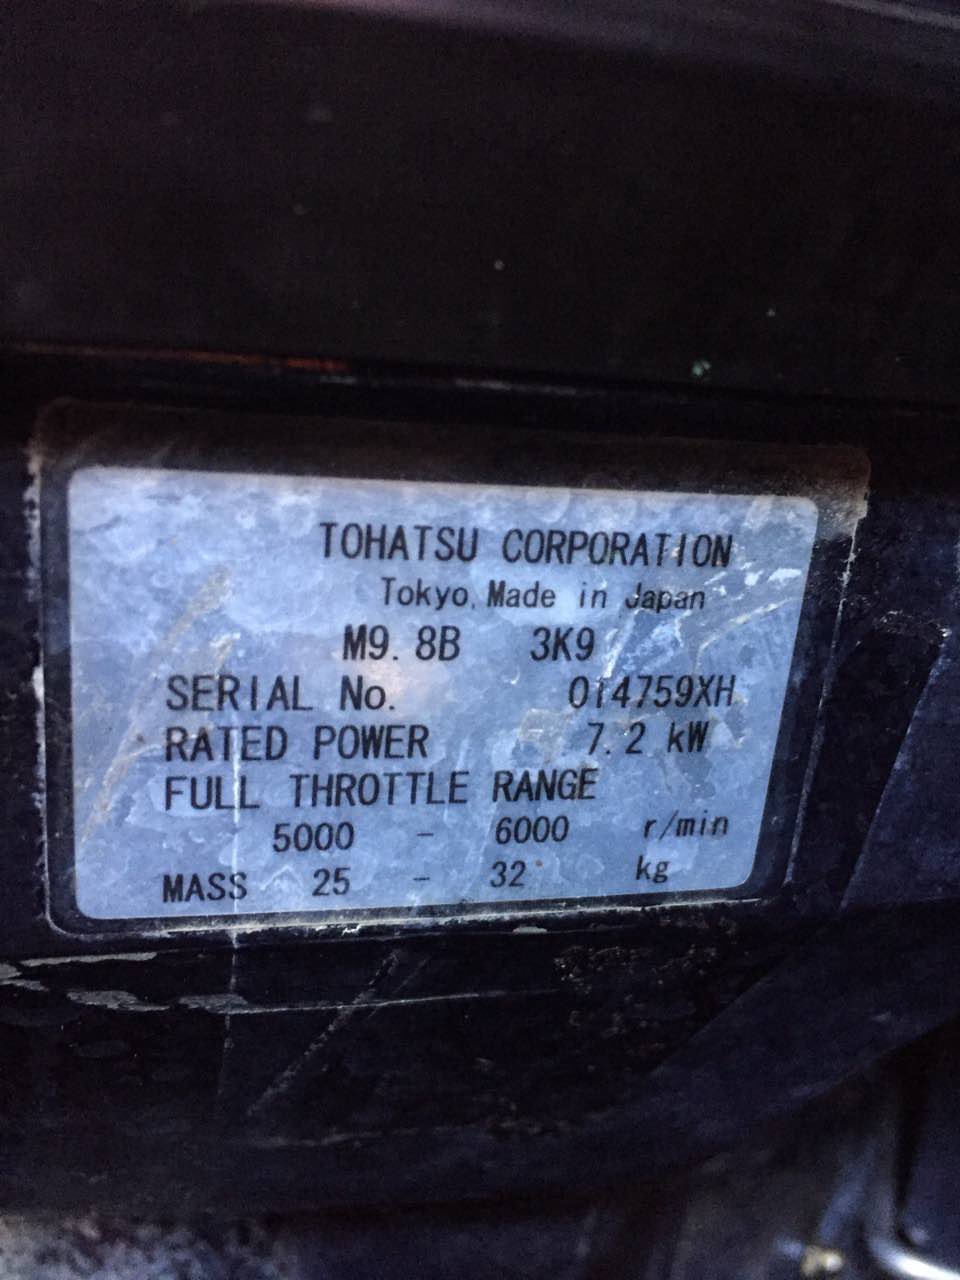 TOHATSU CORPORATION
Tokyo, Made in Japan
M9.8B 3K9
SERIAL No. 014759XH
RATED POWER 7.2 kW
FULL THROTTLE RANGE
5000 - 6000 r/min
MASS 25 - 32 kg